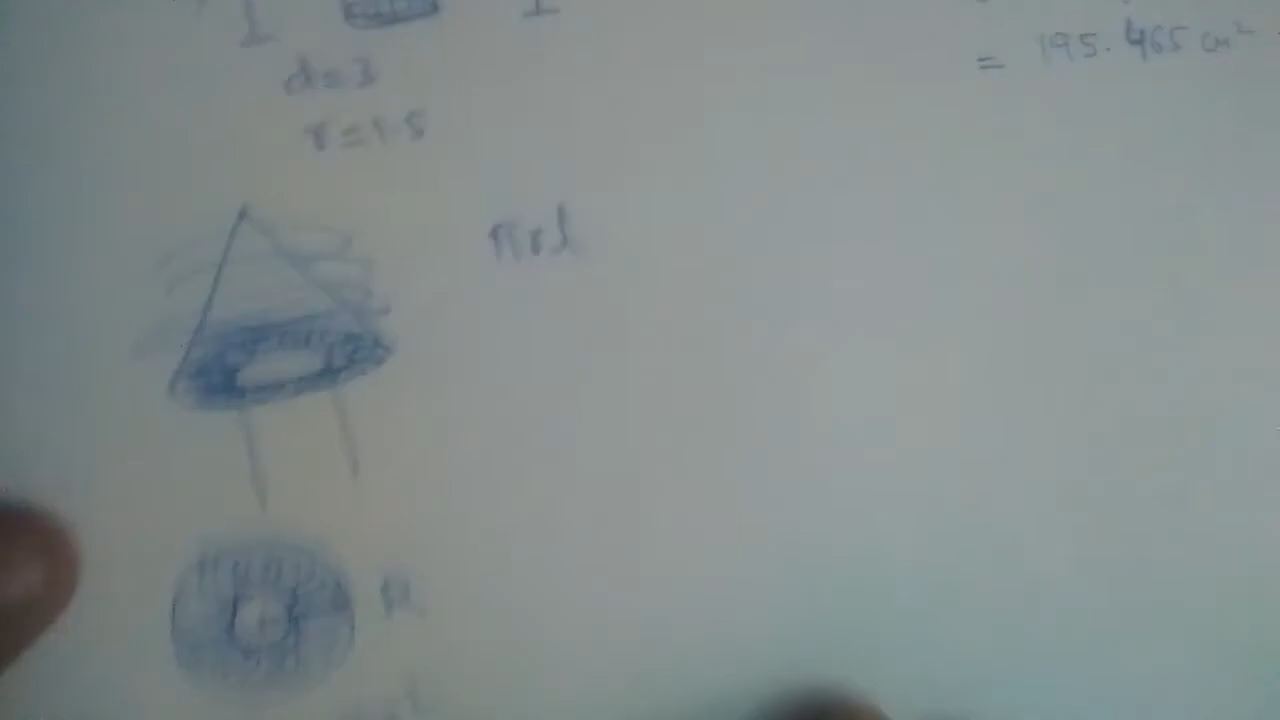 = 195.465 cm²
d=3
r=1.5
πrl